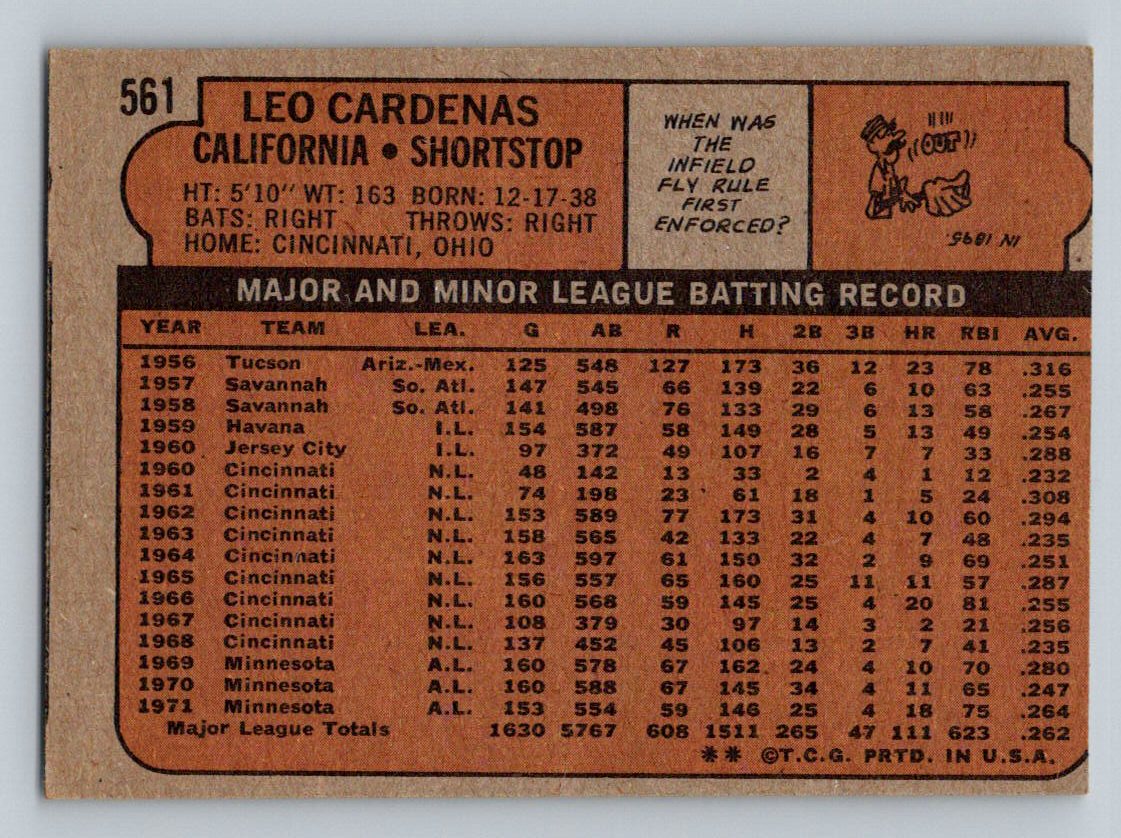 561
LEO CARDENAS
CALIFORNIA • SHORTSTOP
HT: 5'10" WT: 163 BORN: 12-17-38
BATS: RIGHT THROWS: RIGHT
HOME: CINCINNATI, OHIO
WHEN WAS
THE
INFIELD
FLY RULE
FIRST
ENFORCED?
OUT
IN 1895.
MAJOR AND MINOR LEAGUE BATTING RECORD
YEAR TEAM LEA. G AB R H 2B 3B HR RBI AVG.
1956 Tucson Ariz.-Mex. 125 548 127 173 36 12 23 78 .316
1957 Savannah So. Atl. 147 545 66 139 22 6 10 63 .255
1958 Savannah So. Atl. 141 498 76 133 29 6 13 58 .267
1959 Havana I.L. 154 587 58 149 28 5 13 49 .254
1960 Jersey City I.L. 97 372 49 107 16 7 7 33 .288
1960 Cincinnati N.L. 48 142 13 33 2 4 1 12 .232
1961 Cincinnati N.L. 74 198 23 61 18 1 5 24 .308
1962 Cincinnati N.L. 153 589 77 173 31 4 10 60 .294
1963 Cincinnati N.L. 158 565 42 133 22 4 7 48 .235
1964 Cincinnati N.L. 163 597 61 150 32 2 9 69 .251
1965 Cincinnati N.L. 156 557 65 160 25 11 11 57 .287
1966 Cincinnati N.L. 160 568 59 145 25 4 20 81 .255
1967 Cincinnati N.L. 108 379 30 97 14 3 2 21 .256
1968 Cincinnati N.L. 137 452 45 106 13 2 7 41 .235
1969 Minnesota A.L. 160 578 67 162 24 4 10 70 .280
1970 Minnesota A.L. 160 588 67 145 34 4 11 65 .247
1971 Minnesota A.L. 153 554 59 146 25 4 18 75 .264
Major League Totals 1630 5767 608 1511 265 47 111 623 .262
** ©T.C.G. PRTD. IN U.S.A.